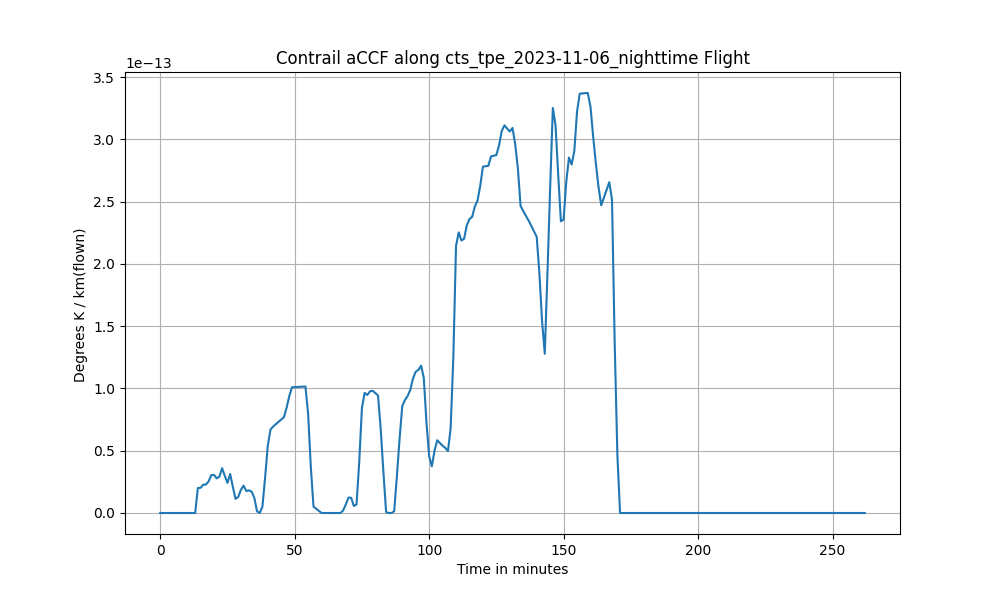 Contrail aCCF along cts_tpe_2023-11-06_nighttime Flight
1e−13
3.5
3.0
2.5
2.0
1.5
1.0
0.5
0.0
Degrees K / km(flown)
0 50 100 150 200 250
Time in minutes